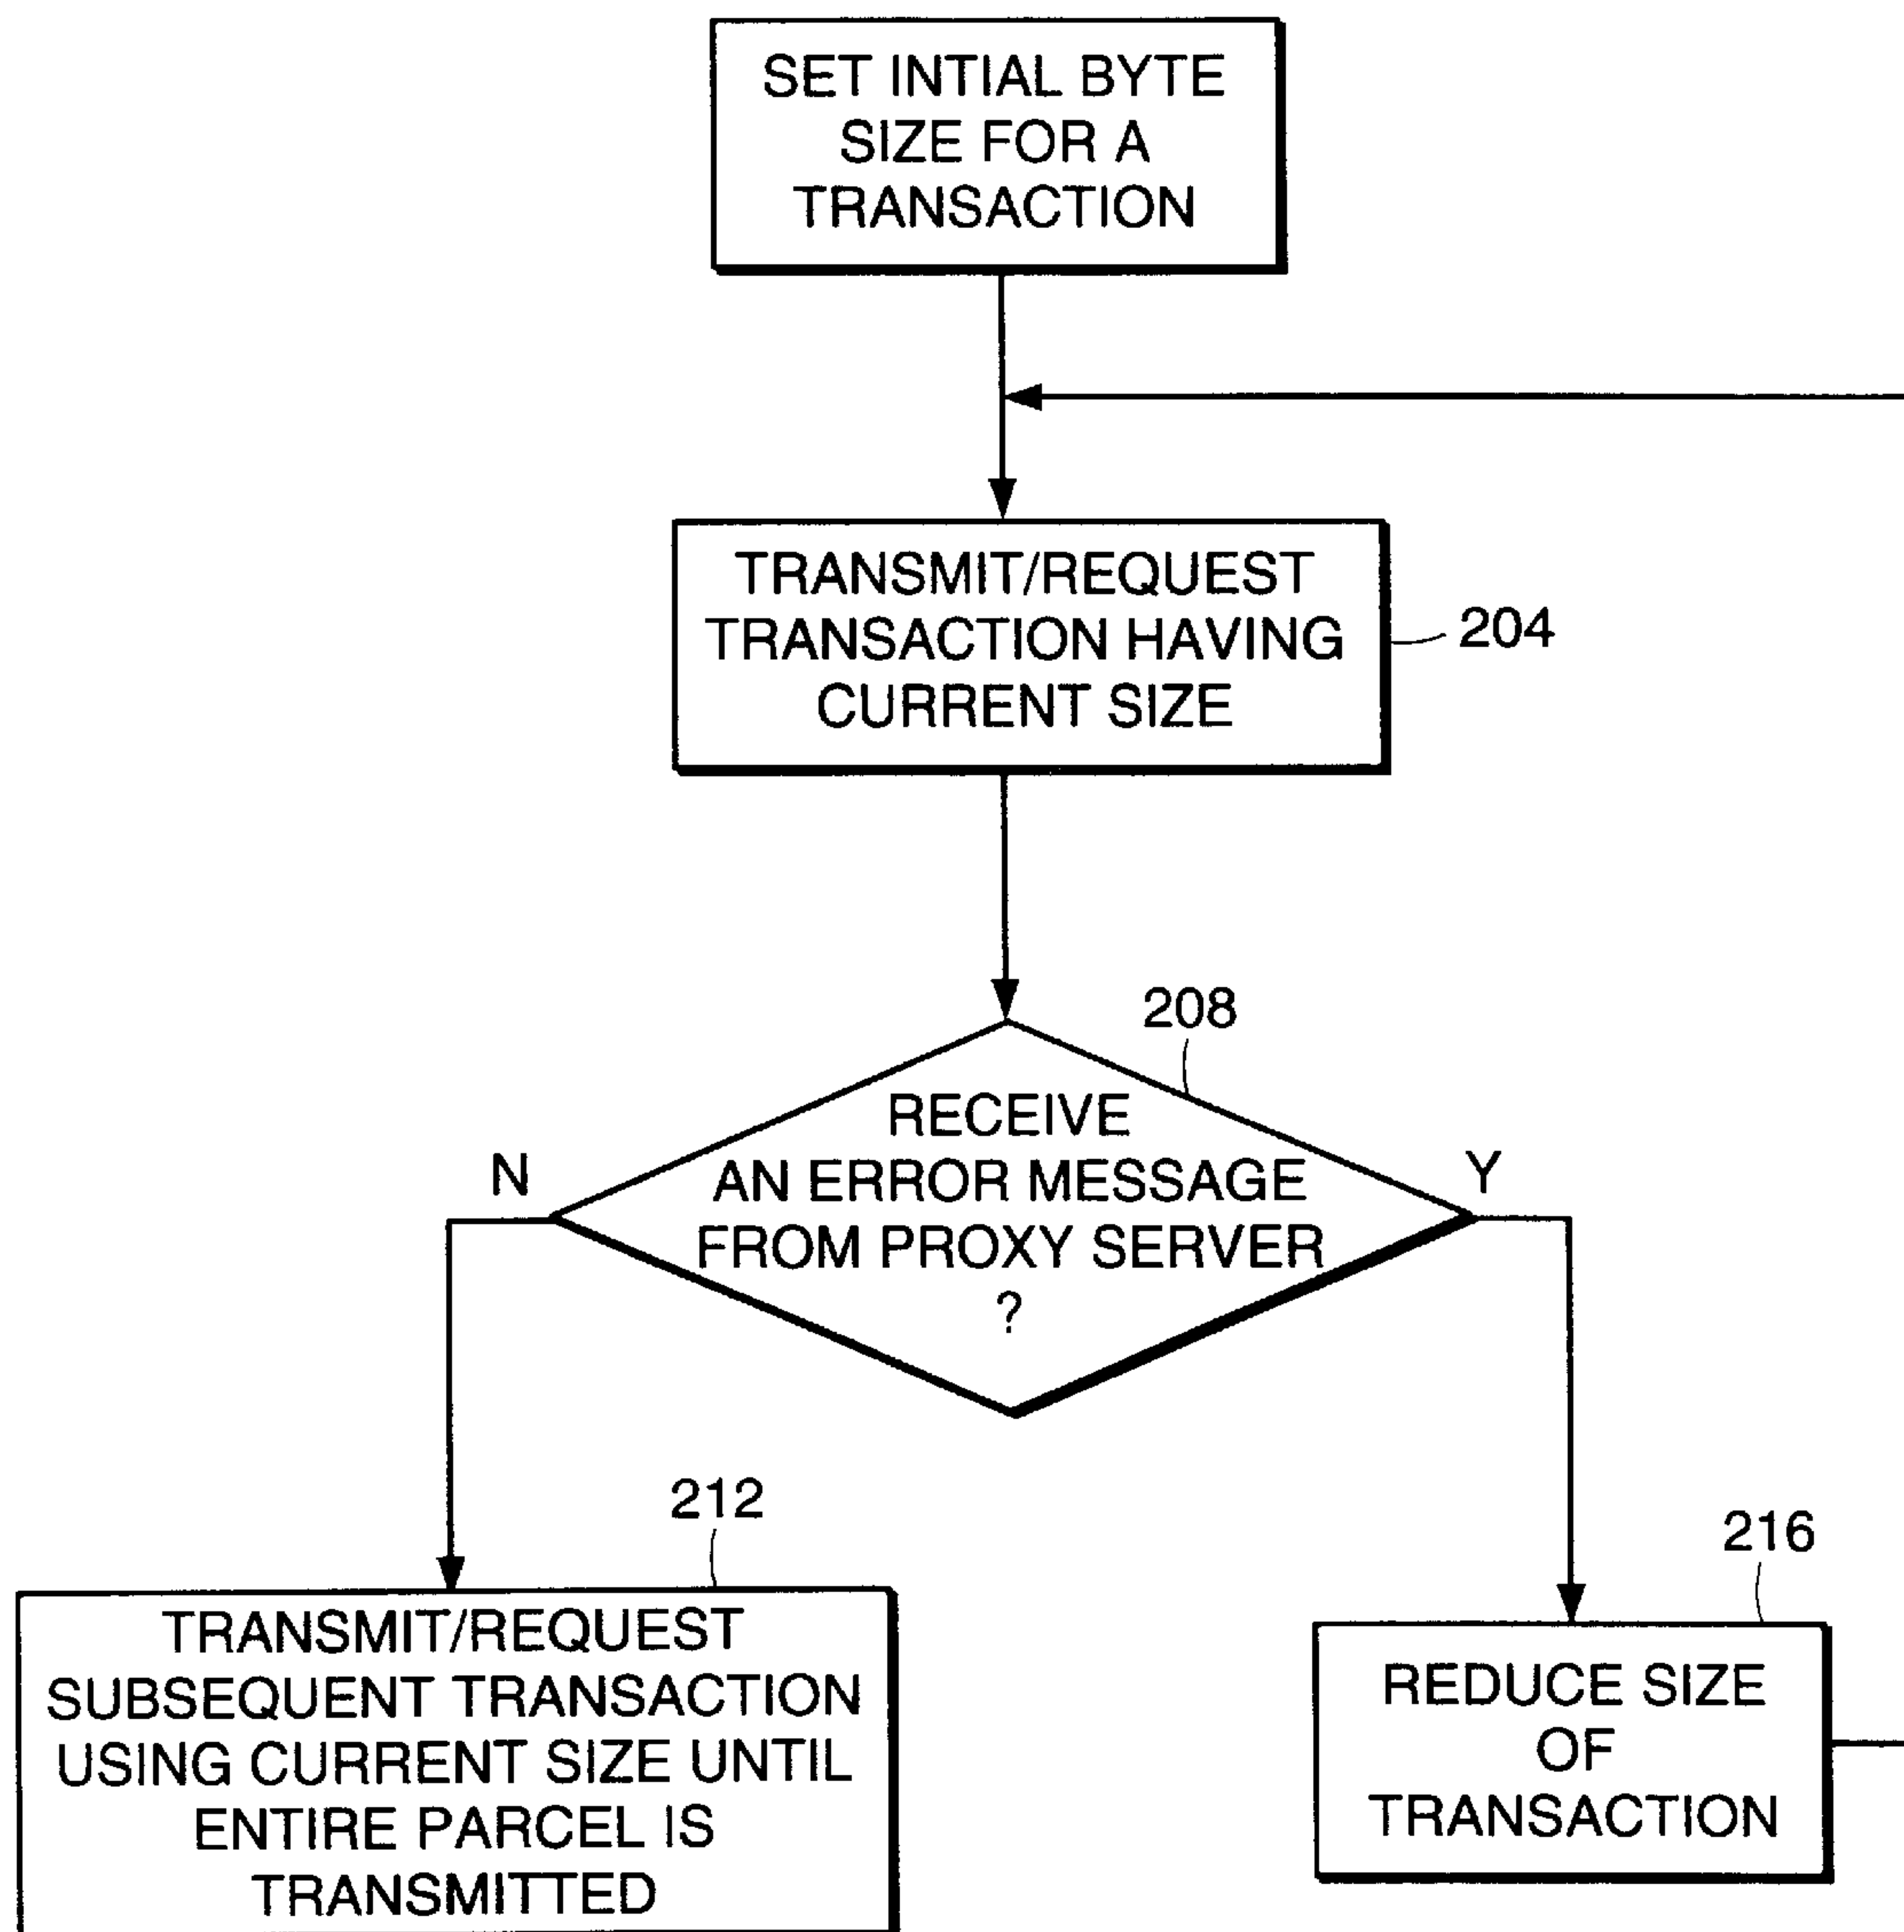 SET INTIAL BYTE
SIZE FOR A
TRANSACTION
TRANSMIT/REQUEST
TRANSACTION HAVING
CURRENT SIZE
204
208
RECEIVE
AN ERROR MESSAGE
FROM PROXY SERVER
?
N
Y
212
TRANSMIT/REQUEST
SUBSEQUENT TRANSACTION
USING CURRENT SIZE UNTIL
ENTIRE PARCEL IS
TRANSMITTED
216
REDUCE SIZE
OF
TRANSACTION